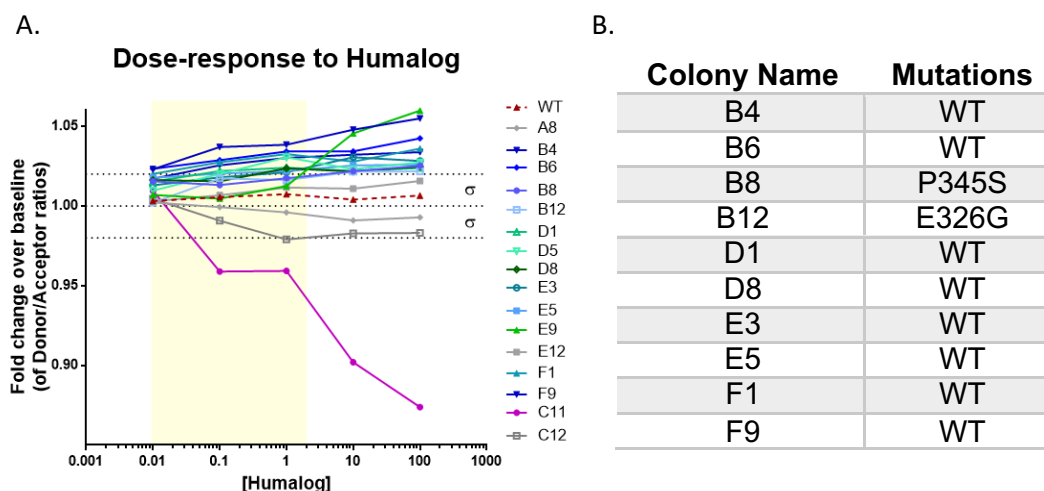 A.
Dose-response to Humalog
Fold change over baseline
(of Donor/Acceptor ratios)
1.05
1.00
0.95
0.90
σ
σ
0.001
0.01
0.1
1
10
100
1000
[Humalog]
WT
A8
B4
B6
B8
B12
D1
D5
D8
E3
E5
E9
E12
F1
F9
C11
C12
B.
Colony Name Mutations
B4 WT
B6 WT
B8 P345S
B12 E326G
D1 WT
D8 WT
E3 WT
E5 WT
F1 WT
F9 WT